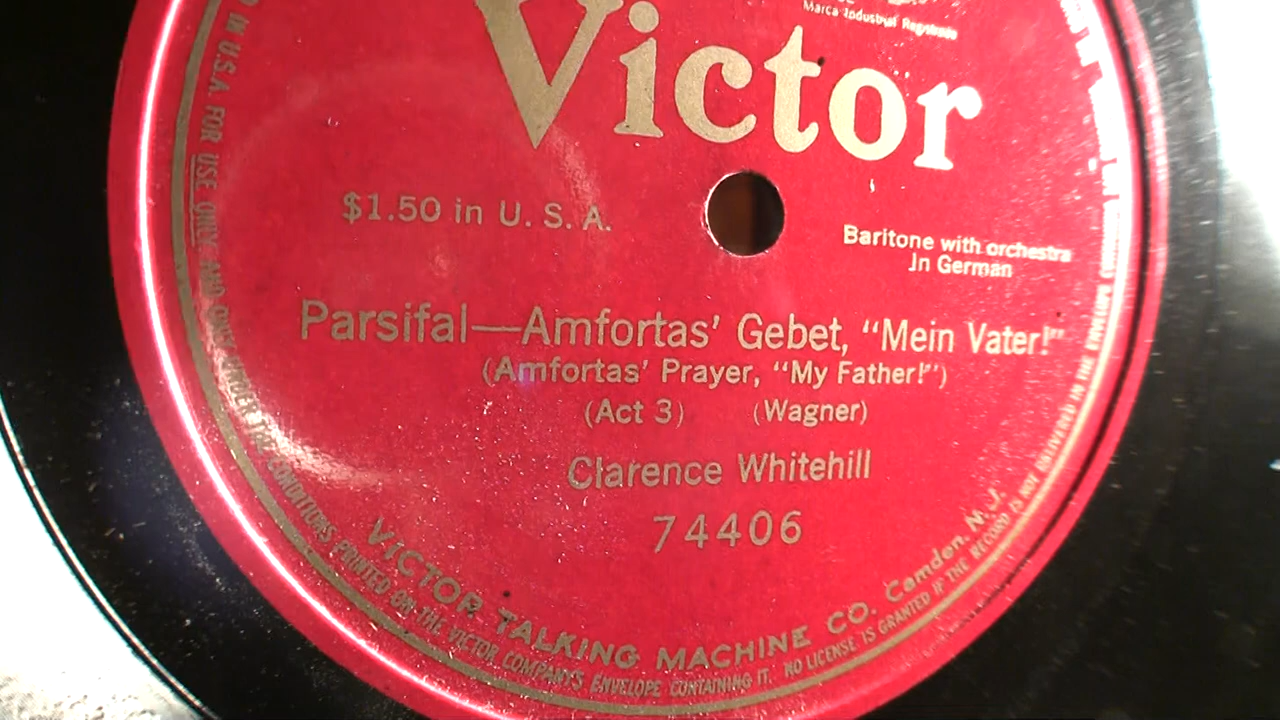 Marca Industrial Registrada
Victor
$1.50 in U. S. A.
Baritone with orchestra
In German
Parsifal—Amfortas' Gebet, "Mein Vater!"
(Amfortas' Prayer, "My Father!")
(Act 3) (Wagner)
Clarence Whitehill
74406
VICTOR TALKING MACHINE CO. Camden, N. J.
IN U.S.A. FOR USE ONLY AND ONLY UNDER THE CONDITIONS PRINTED ON THE VICTOR COMPANY'S ENVELOPE CONTAINING IT. NO LICENSE IS GRANTED IF THE RECORD IS NOT DELIVERED IN THE ENVELOPE